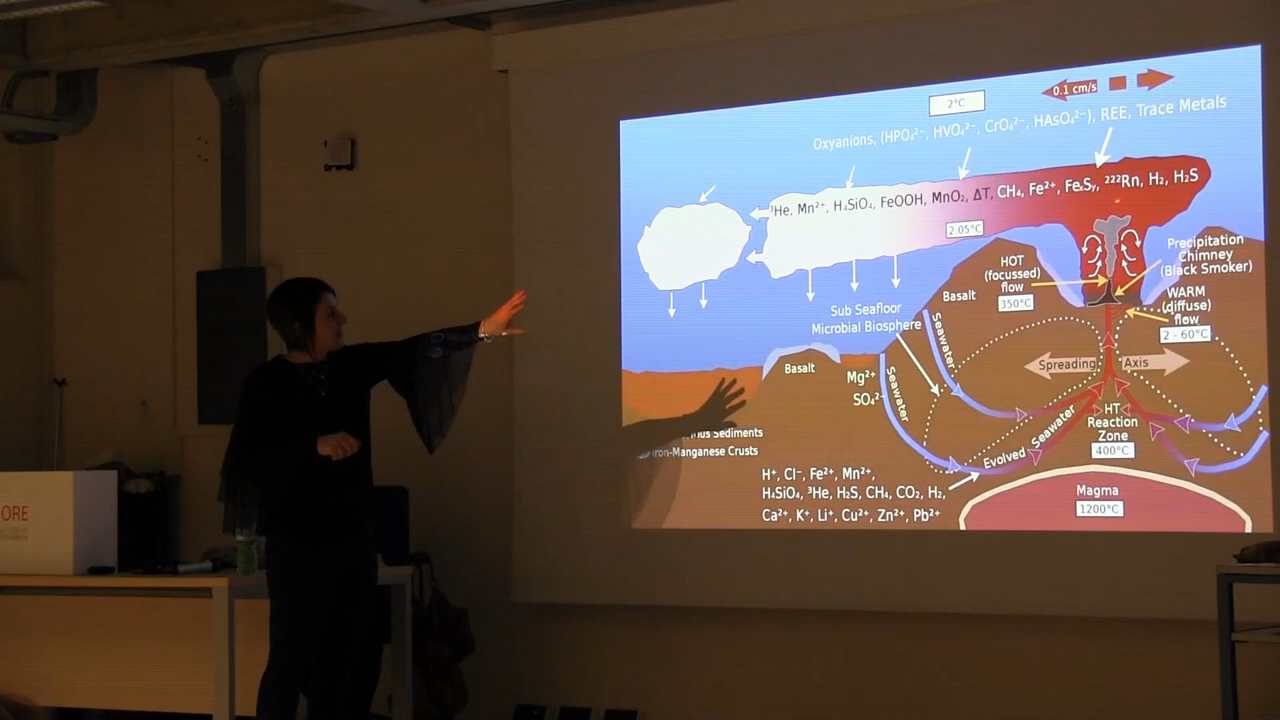 0.1 cm/s
2°C
Oxyanions, (HPO₄²⁻, HVO₄²⁻, CrO₄²⁻, HAsO₄²⁻), REE, Trace Metals
³He, Mn²⁺, H₄SiO₄, FeOOH, MnO₂, ΔT, CH₄, Fe²⁺, FeₓSᵧ, ²²²Rn, H₂, H₂S
2.05°C
HOT
(focussed)
flow
350°C
Precipitation
Chimney
(Black Smoker)
WARM
(diffuse)
flow
2 - 60°C
Basalt
Sub Seafloor
Microbial Biosphere
Seawater
Basalt
Mg²⁺
SO₄²⁻
Seawater
Spreading Axis
HT
Reaction
Zone
400°C
Evolved Seawater
Sediments
Iron-Manganese Crusts
H⁺, Cl⁻, Fe²⁺, Mn²⁺,
H₄SiO₄, ³He, H₂S, CH₄, CO₂, H₂,
Ca²⁺, K⁺, Li⁺, Cu²⁺, Zn²⁺, Pb²⁺
Magma
1200°C
ORE